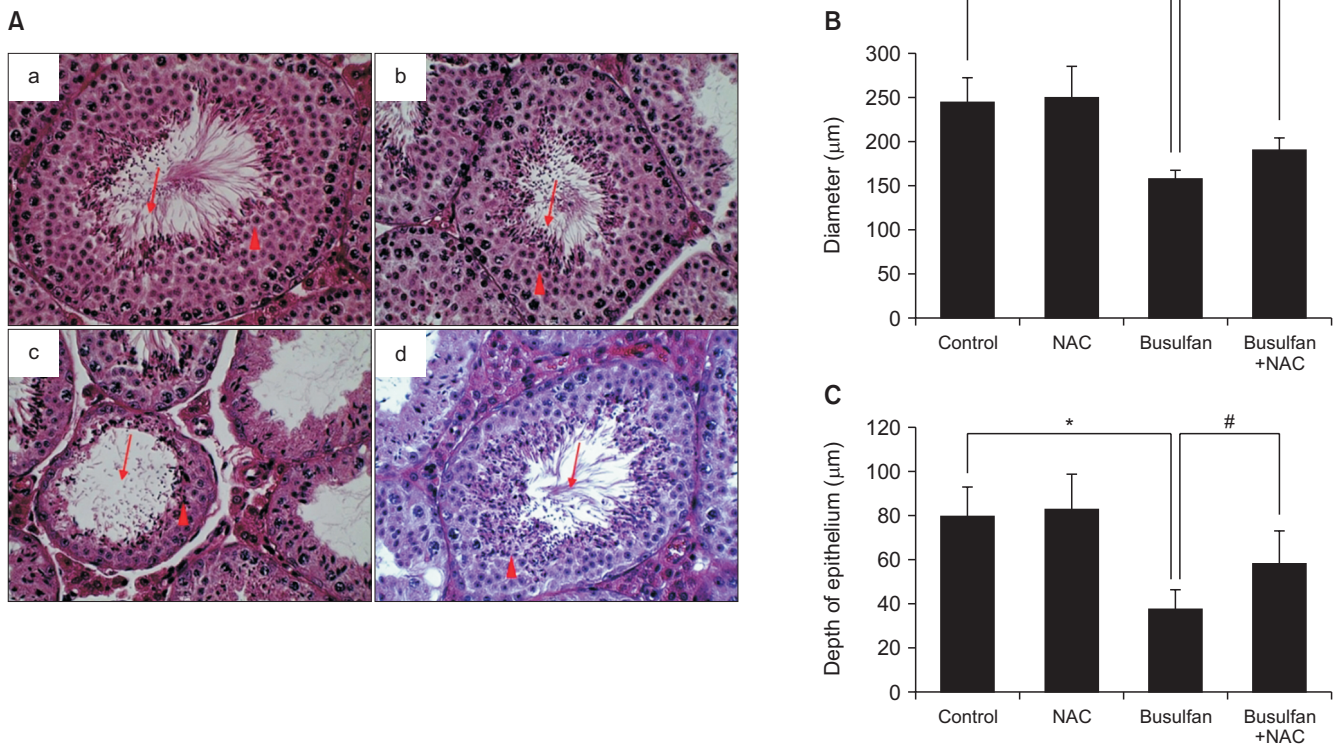 A
a
b
c
d
B
Diameter (μm)
300
250
200
150
100
50
0
Control NAC Busulfan Busulfan
+NAC
C
Depth of epithelium (μm)
120
100
80
60
40
20
0
* #
Control NAC Busulfan Busulfan
+NAC